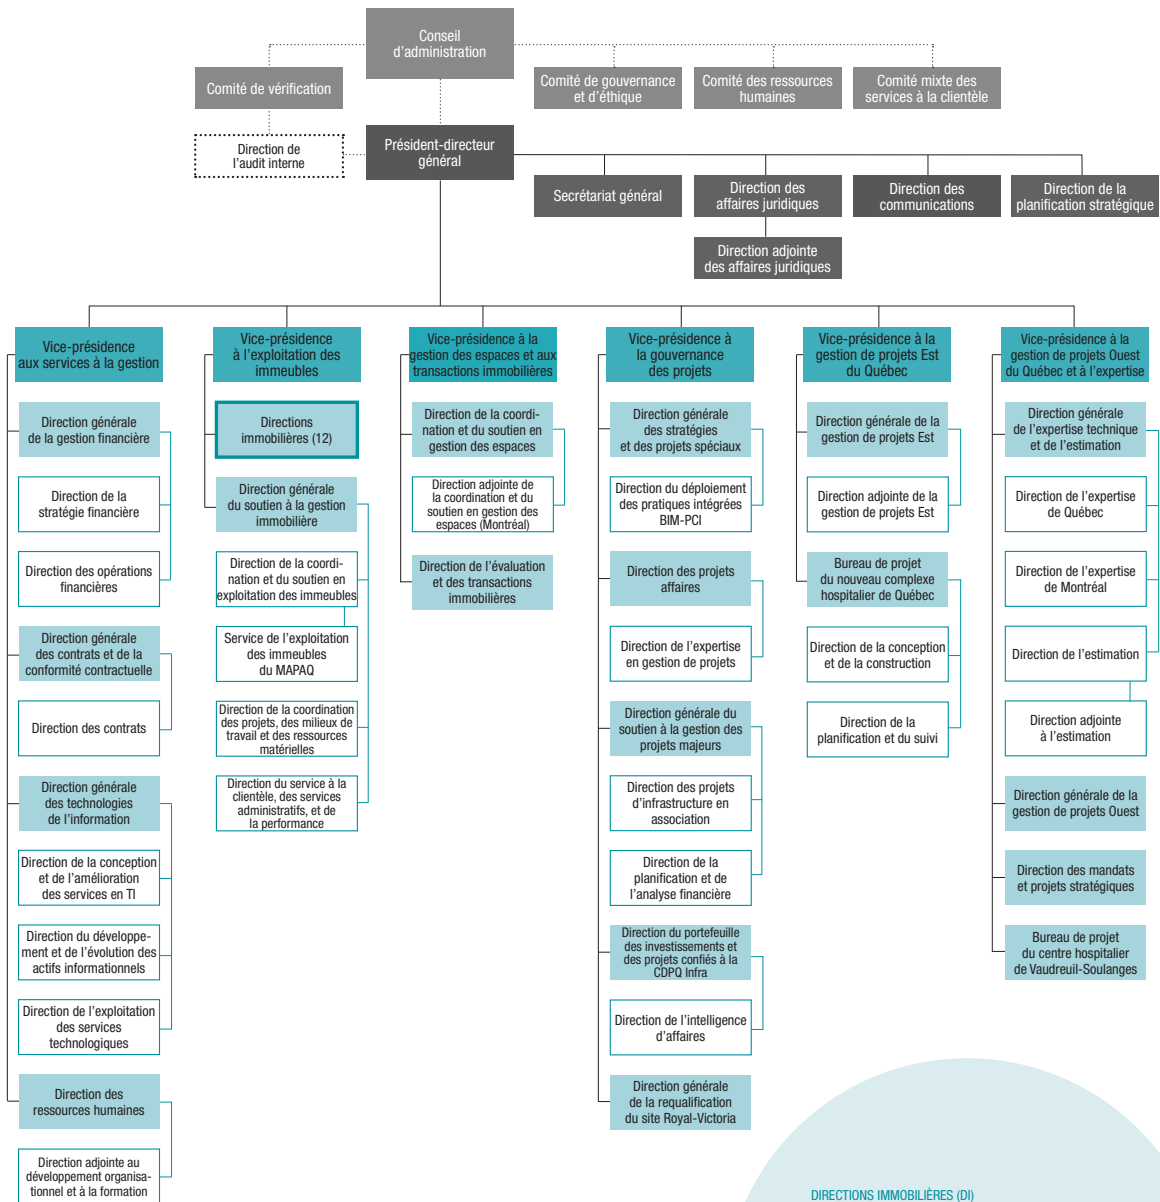 Conseil
d'administration
Comité de vérification
Comité de gouvernance
et d'éthique
Comité des ressources
humaines
Comité mixte des
services à la clientèle
Direction de
l'audit interne
Président-directeur
général
Secrétariat général
Direction des
affaires juridiques
Direction des
communications
Direction de la
planification stratégique
Direction adjointe
des affaires juridiques
Vice-présidence
aux services à la gestion
Direction générale
de la gestion financière
Direction de la
stratégie financière
Direction des opérations
financières
Direction générale
des contrats et de la
conformité contractuelle
Direction des contrats
Direction générale
des technologies
de l'information
Direction de la conception
et de l'amélioration
des services en TI
Direction du développe-
ment et de l'évolution des
actifs informationnels
Direction de l'exploitation
des services
technologiques
Direction des
ressources humaines
Direction adjointe au
développement organisa-
tionnel et à la formation
Vice-présidence
à l'exploitation des
immeubles
Directions
immobilières (12)
Direction générale
du soutien à la gestion
immobilière
Direction de la coordi-
nation et du soutien en
exploitation des immeubles
Service de l'exploitation
des immeubles
du MAPAQ
Direction de la coordination
des projets, des milieux de
travail et des ressources
matérielles
Direction du service à la
clientèle, des services
administratifs, et de
la performance
Vice-présidence à la
gestion des espaces et aux
transactions immobilières
Direction de la coordi-
nation et du soutien en
gestion des espaces
Direction adjointe de
la coordination et du
soutien en gestion des
espaces (Montréal)
Direction de l'évaluation
et des transactions
immobilières
Vice-présidence à
la gouvernance
des projets
Direction générale
des stratégies
et des projets spéciaux
Direction du déploiement
des pratiques intégrées
BIM-PCI
Direction des projets
affaires
Direction de l'expertise
en gestion de projets
Direction générale du
soutien à la gestion des
projets majeurs
Direction des projets
d'infrastructure en
association
Direction de la
planification et de
l'analyse financière
Direction du portefeuille
des investissements et
des projets confiés à la
CDPQ Infra
Direction de l'intelligence
d'affaires
Direction générale
de la requalification
du site Royal-Victoria
Vice-présidence à la
gestion de projets Est
du Québec
Direction générale de la
gestion de projets Est
Direction adjointe de la
gestion de projets Est
Bureau de projet
du nouveau complexe
hospitalier de Québec
Direction de la conception
et de la construction
Direction de la
planification et du suivi
Vice-présidence à la
gestion de projets Ouest
du Québec et à l'expertise
Direction générale
de l'expertise technique
et de l'estimation
Direction de l'expertise
de Québec
Direction de l'expertise
de Montréal
Direction de l'estimation
Direction adjointe
à l'estimation
Direction générale de la
gestion de projets Ouest
Direction des mandats
et projets stratégiques
Bureau de projet
du centre hospitalier
de Vaudreuil-Soulanges
DIRECTIONS IMMOBILIÈRES (DI)